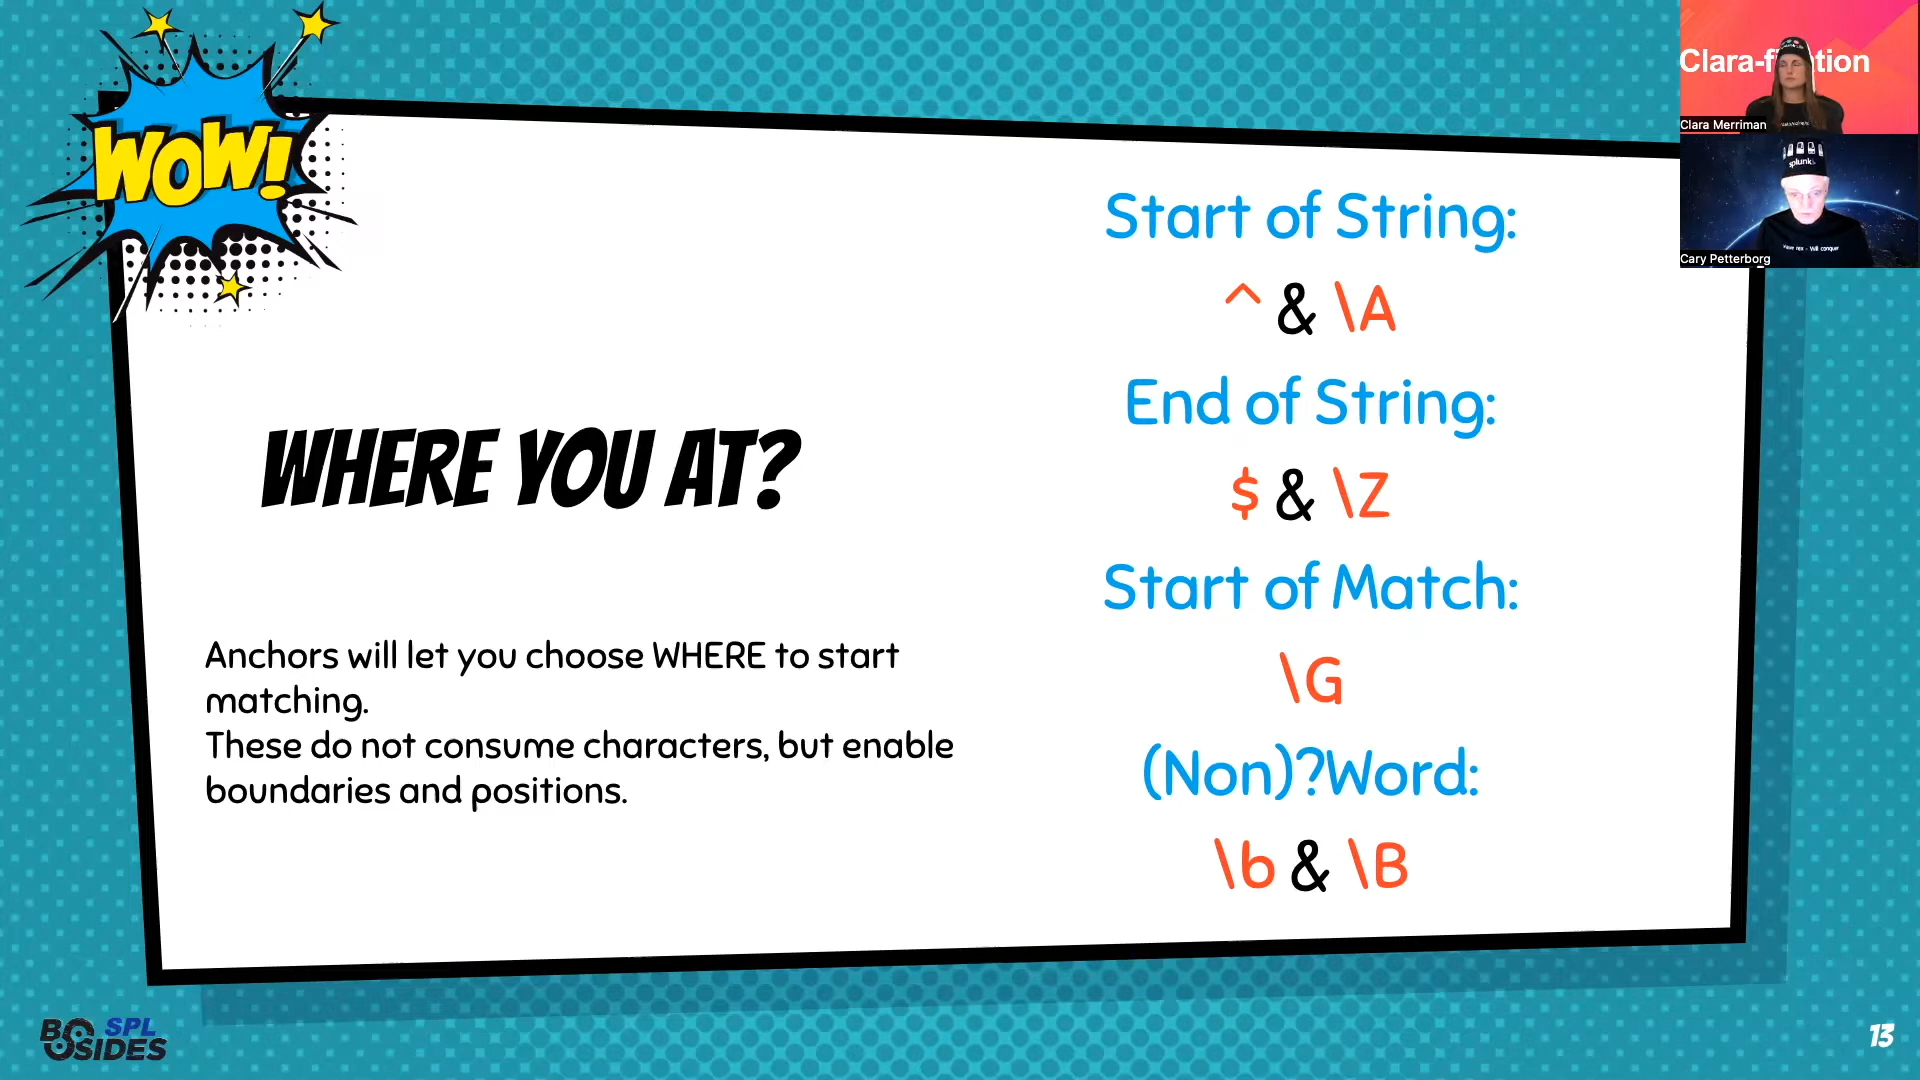 WOW!
WHERE YOU AT?
Anchors will let you choose WHERE to start
matching.
These do not consume characters, but enable
boundaries and positions.
Start of String:
^ & \A
End of String:
$ & \Z
Start of Match:
\G
(Non)?Word:
\b & \B
Clara Merriman
splunk>
Cary Petterborg
BO SPL
OSIDES
13